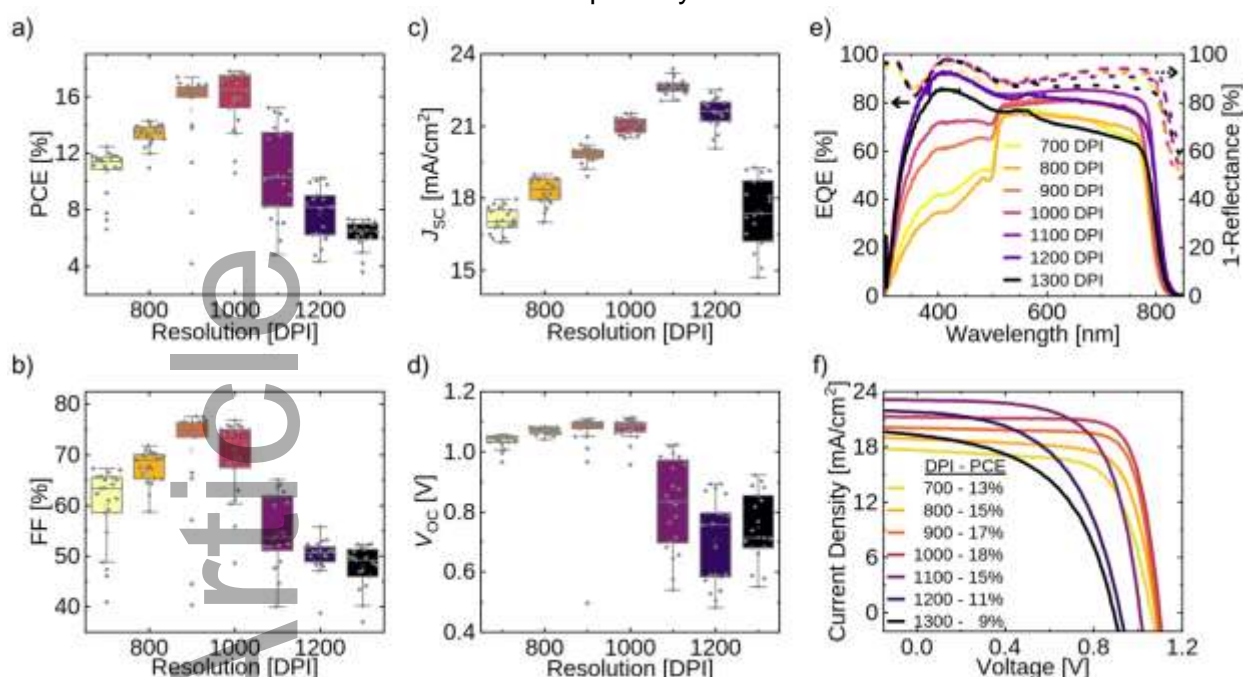 a)
PCE [%]
16
12
8
4
800
1000
1200
Resolution [DPI]
c)
J_SC [mA/cm²]
24
21
18
15
800
1000
1200
Resolution [DPI]
e)
EQE [%]
100
80
60
40
20
0
400
600
800
Wavelength [nm]
100
80
60
40
20
0
1-Reflectance [%]
700 DPI
800 DPI
900 DPI
1000 DPI
1100 DPI
1200 DPI
1300 DPI
b)
FF [%]
80
70
60
50
40
800
1000
1200
Resolution [DPI]
d)
V_OC [V]
1.2
1.0
0.8
0.6
0.4
800
1000
1200
Resolution [DPI]
f)
Current Density [mA/cm²]
24
18
12
6
0
0.0
0.4
0.8
1.2
Voltage [V]
DPI - PCE
700 - 13%
800 - 15%
900 - 17%
1000 - 18%
1100 - 15%
1200 - 11%
1300 - 9%
Article